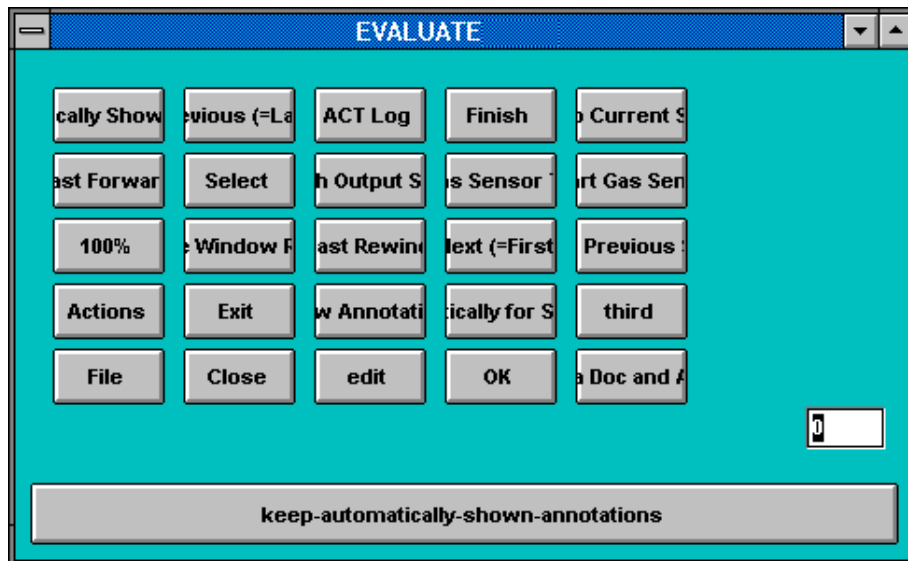 EVALUATE
cally Show evious (=La ACT Log Finish Current S
ast Forwar Select h Output S s Sensor rt Gas Sen
100% Window ast Rewin ext (=First Previous
Actions Exit w Annotati ically for S third
File Close edit OK a Doc and A
0
keep-automatically-shown-annotations